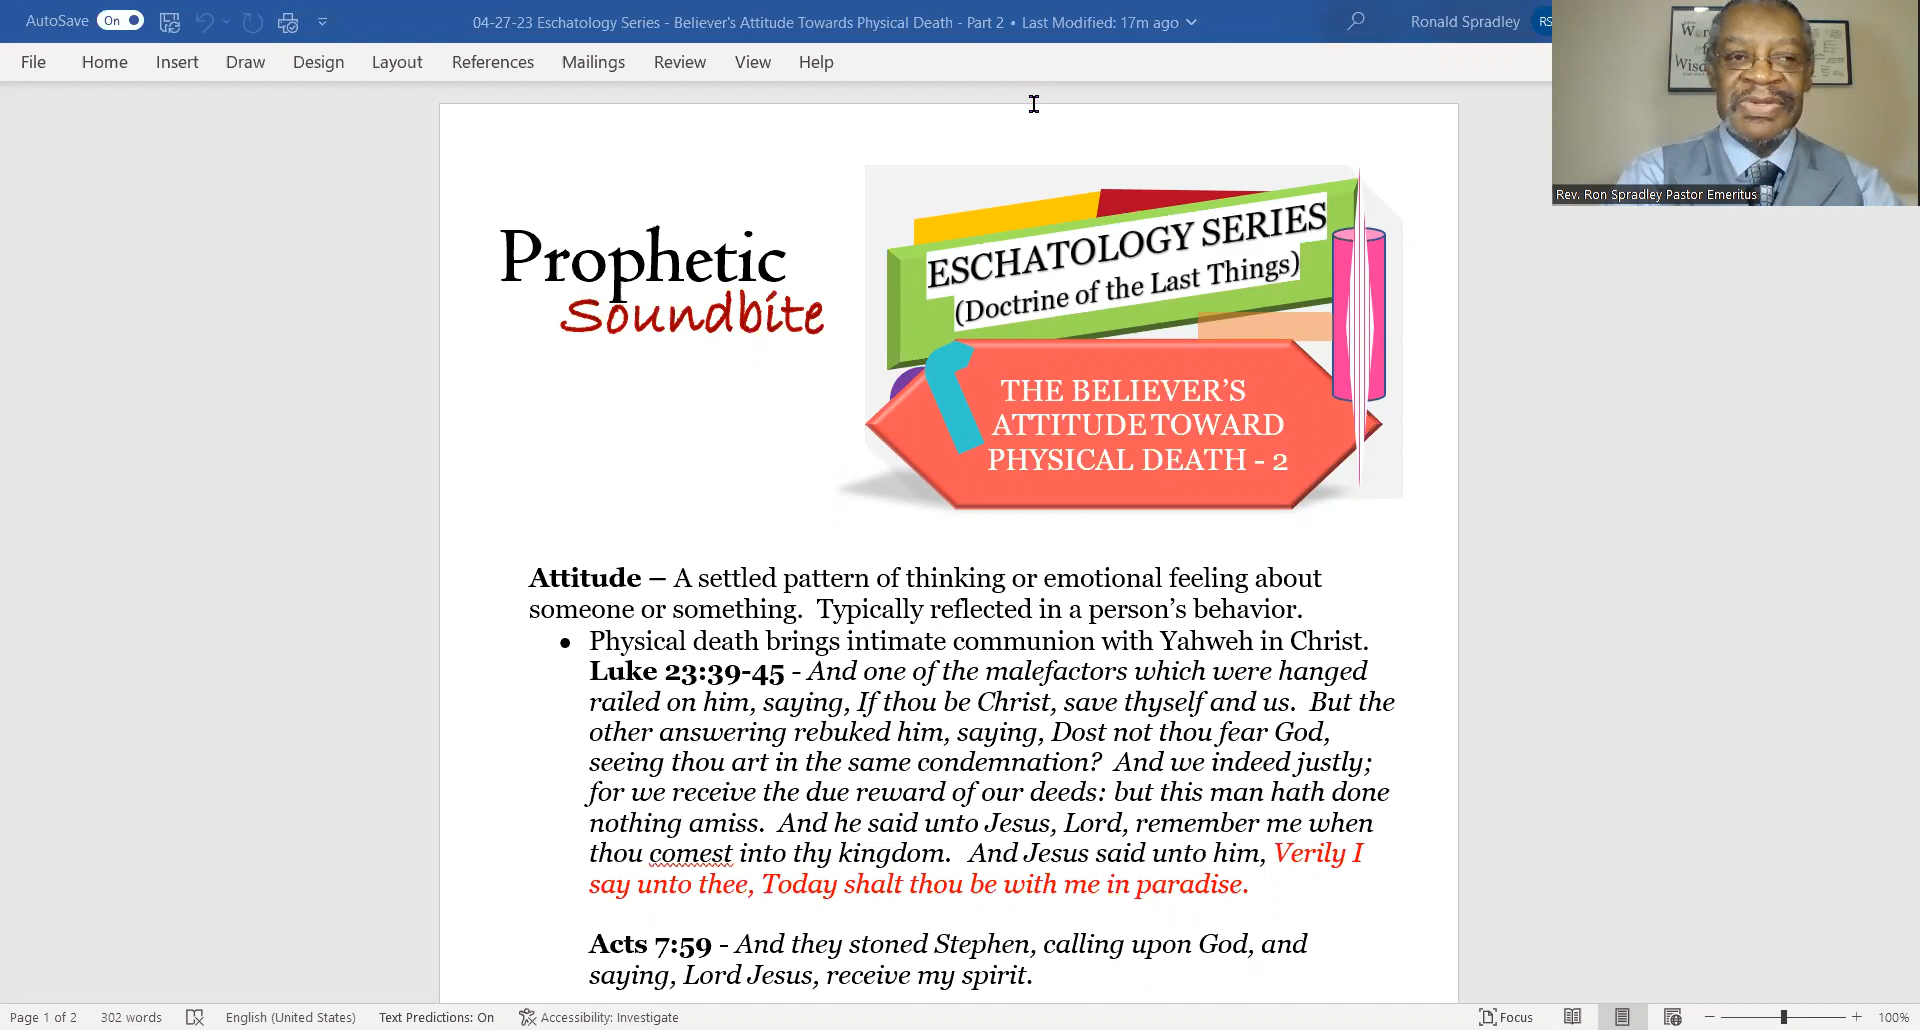 AutoSave On 04-27-23 Eschatology Series - Believer's Attitude Towards Physical Death - Part 2 • Last Modified: 17m ago Ronald Spradley RS
File Home Insert Draw Design Layout References Mailings Review View Help
Rev. Ron Spradley Pastor Emeritus
Prophetic
Soundbite
ESCHATOLOGY SERIES
(Doctrine of the Last Things)
THE BELIEVER'S
ATTITUDE TOWARD
PHYSICAL DEATH - 2
Attitude – A settled pattern of thinking or emotional feeling about
someone or something.  Typically reflected in a person's behavior.
• Physical death brings intimate communion with Yahweh in Christ.
Luke 23:39-45 - And one of the malefactors which were hanged
railed on him, saying, If thou be Christ, save thyself and us.  But the
other answering rebuked him, saying, Dost not thou fear God,
seeing thou art in the same condemnation?  And we indeed justly;
for we receive the due reward of our deeds: but this man hath done
nothing amiss.  And he said unto Jesus, Lord, remember me when
thou comest into thy kingdom.  And Jesus said unto him, Verily I
say unto thee, Today shalt thou be with me in paradise.
Acts 7:59 - And they stoned Stephen, calling upon God, and
saying, Lord Jesus, receive my spirit.
Page 1 of 2 302 words English (United States) Text Predictions: On Accessibility: Investigate Focus 100%